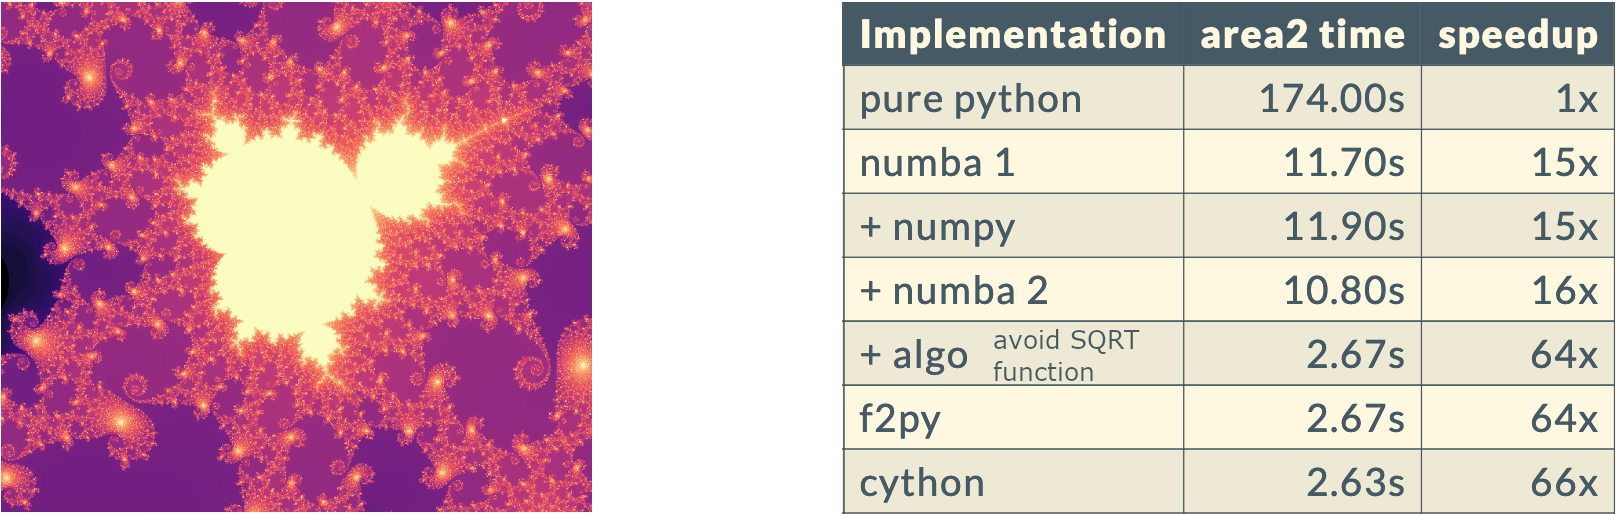 Implementation area2 time speedup
pure python 174.00s 1x
numba 1 11.70s 15x
+ numpy 11.90s 15x
+ numba 2 10.80s 16x
+ algo avoid SQRT function 2.67s 64x
f2py 2.67s 64x
cython 2.63s 66x